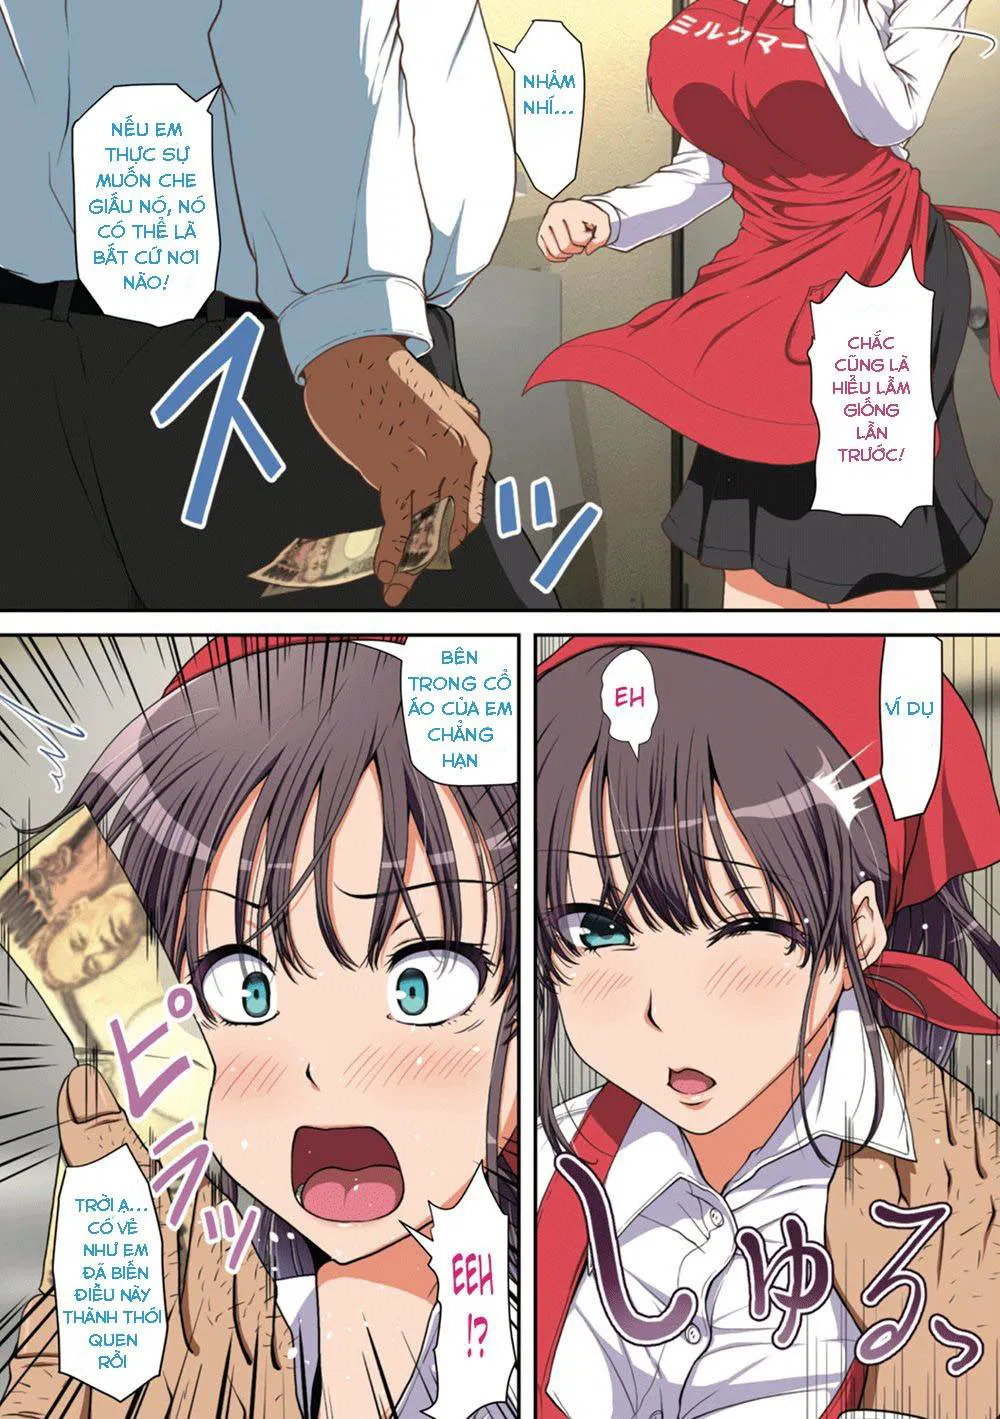 ミルクマー
NHẢM
NHÍ...
NẾU EM
THỰC SỰ
MUỐN CHE
GIẤU NÓ, NÓ
CÓ THỂ LÀ
BẤT CỨ NƠI
NÀO!
CHẮC
CŨNG LÀ
HIỂU LẦM
GIỐNG
LẦN
TRƯỚC!
スッ
VÍ DỤ
EH
しゅるっ
BÊN
TRONG CỔ
ÁO CỦA EM
CHẲNG
HẠN
ピラッ
EEH
!?
TRỜI Ạ...
CÓ VẺ
NHƯ EM
ĐÃ BIẾN
ĐIỀU NÀY
THÀNH THÓI
QUEN
RỒI